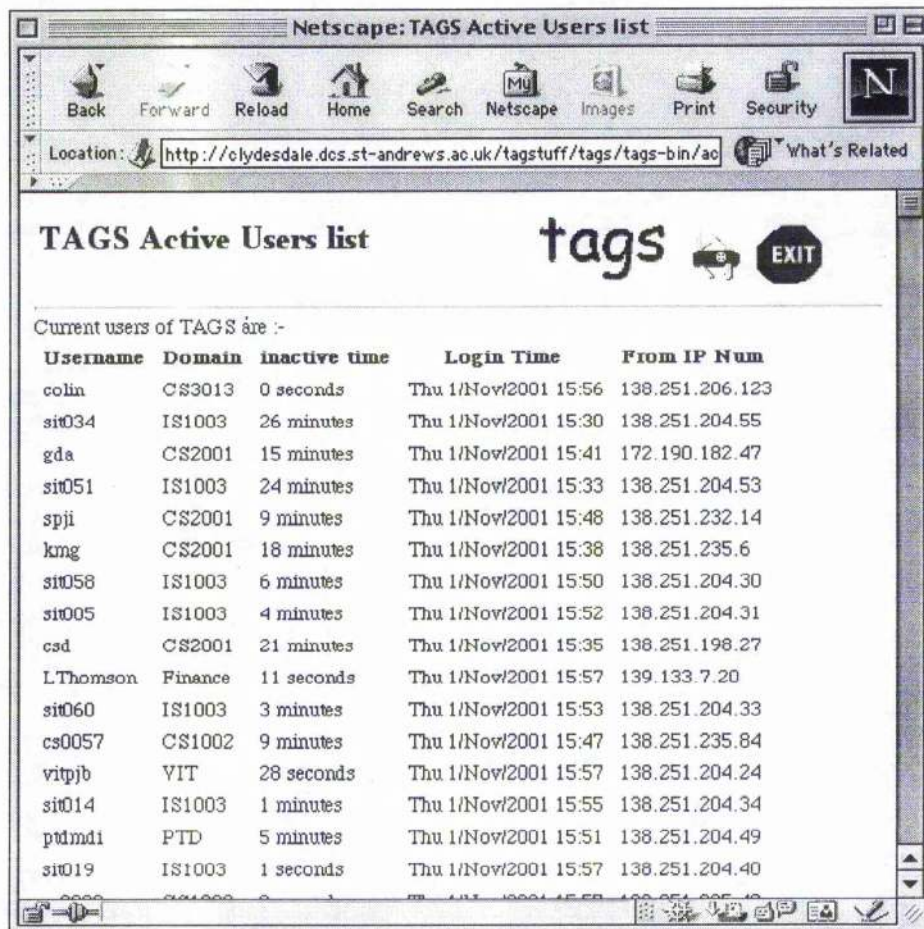 Netscape: TAGS Active Users list
Back Forward Reload Home Search Netscape Images Print Security
My
N
Location: http://clydesdale.dcs.st-andrews.ac.uk/tagstuff/tags/tags-bin/ac What's Related
TAGS Active Users list tags EXIT
Current users of TAGS are :-
Username Domain inactive time Login Time From IP Num
colin CS3013 0 seconds Thu 1/Nov/2001 15:56 138.251.206.123
sit034 IS1003 26 minutes Thu 1/Nov/2001 15:30 138.251.204.55
gda CS2001 15 minutes Thu 1/Nov/2001 15:41 172.190.182.47
sit051 IS1003 24 minutes Thu 1/Nov/2001 15:33 138.251.204.53
spji CS2001 9 minutes Thu 1/Nov/2001 15:48 138.251.232.14
kmg CS2001 18 minutes Thu 1/Nov/2001 15:38 138.251.235.6
sit058 IS1003 6 minutes Thu 1/Nov/2001 15:50 138.251.204.30
sit005 IS1003 4 minutes Thu 1/Nov/2001 15:52 138.251.204.31
csd CS2001 21 minutes Thu 1/Nov/2001 15:35 138.251.198.27
LThomson Finance 11 seconds Thu 1/Nov/2001 15:57 139.133.7.20
sit060 IS1003 3 minutes Thu 1/Nov/2001 15:53 138.251.204.33
cs0057 CS1002 9 minutes Thu 1/Nov/2001 15:47 138.251.235.84
vitpjb VIT 28 seconds Thu 1/Nov/2001 15:57 138.251.204.24
sit014 IS1003 1 minutes Thu 1/Nov/2001 15:55 138.251.204.34
ptdmdi PTD 5 minutes Thu 1/Nov/2001 15:51 138.251.204.49
sit019 IS1003 1 seconds Thu 1/Nov/2001 15:57 138.251.204.40